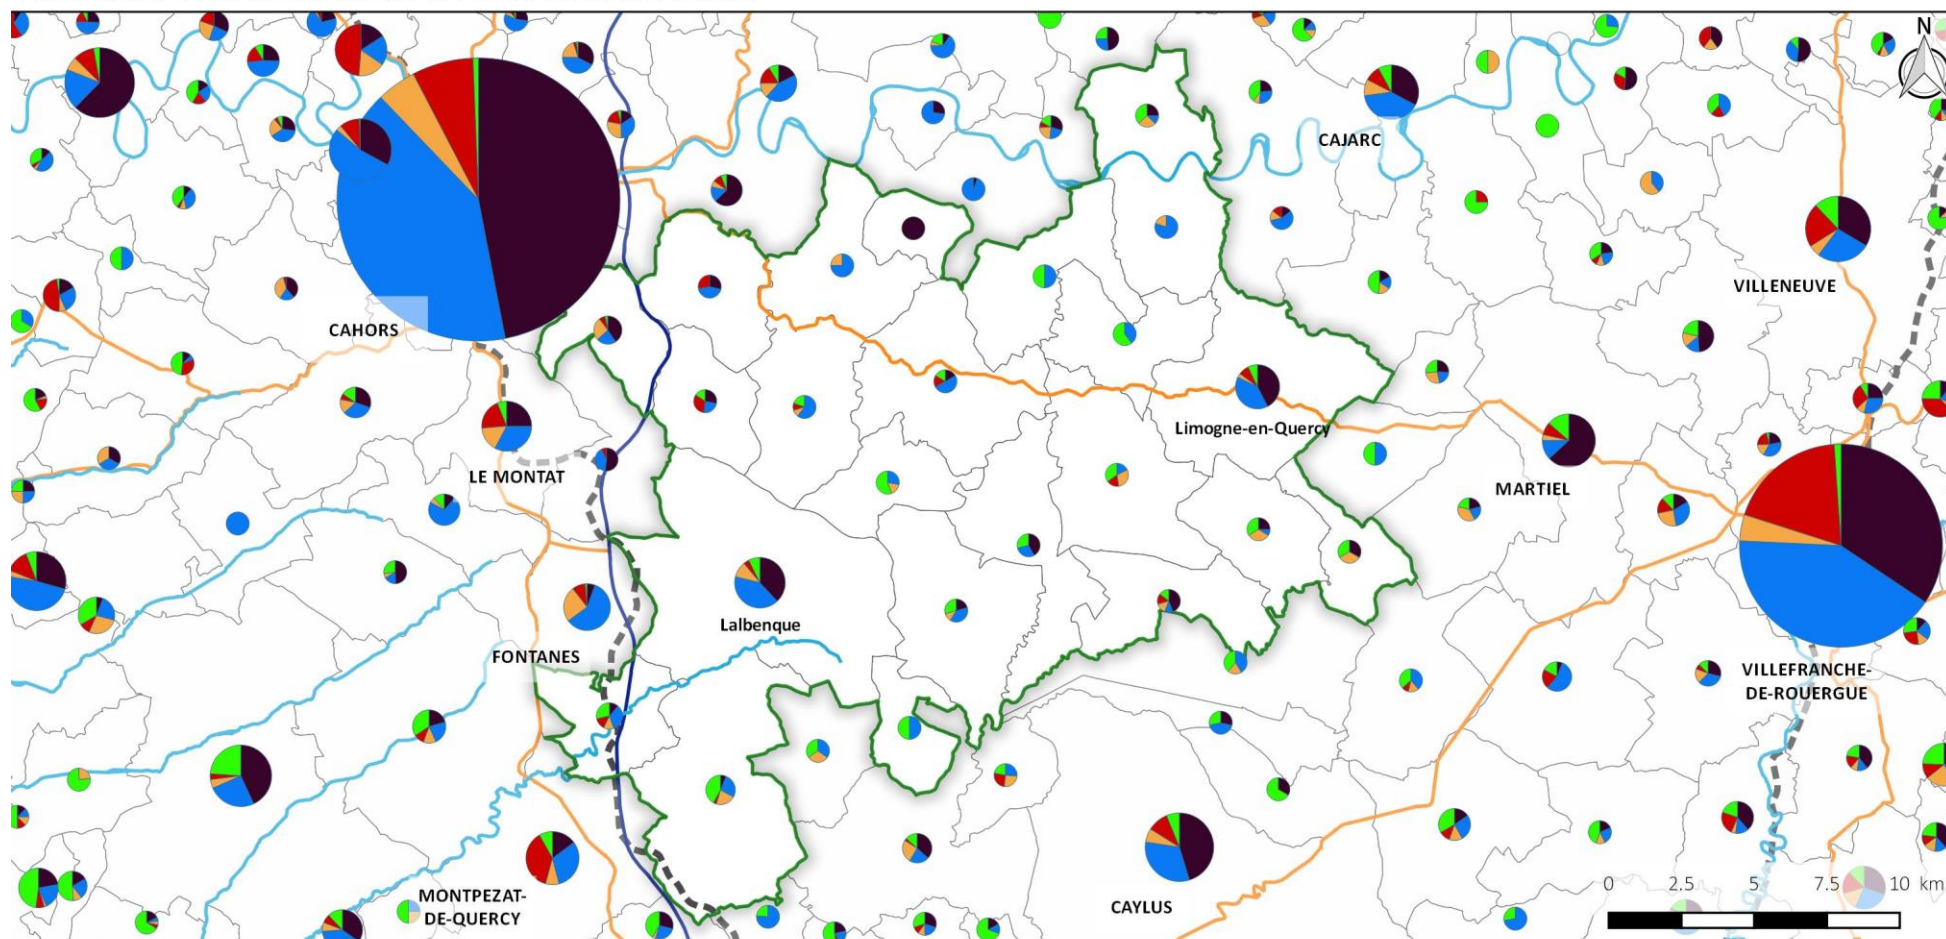 N
CAJARC
VILLENEUVE
CAHORS
Limogne-en-Quercy
LE MONTAT
MARTIEL
Lalbenque
FONTANES
VILLEFRANCHE-
DE-ROUERGUE
MONTPEZAT-
DE-QUERCY
CAYLUS
0 2.5 5 7.5 10 km